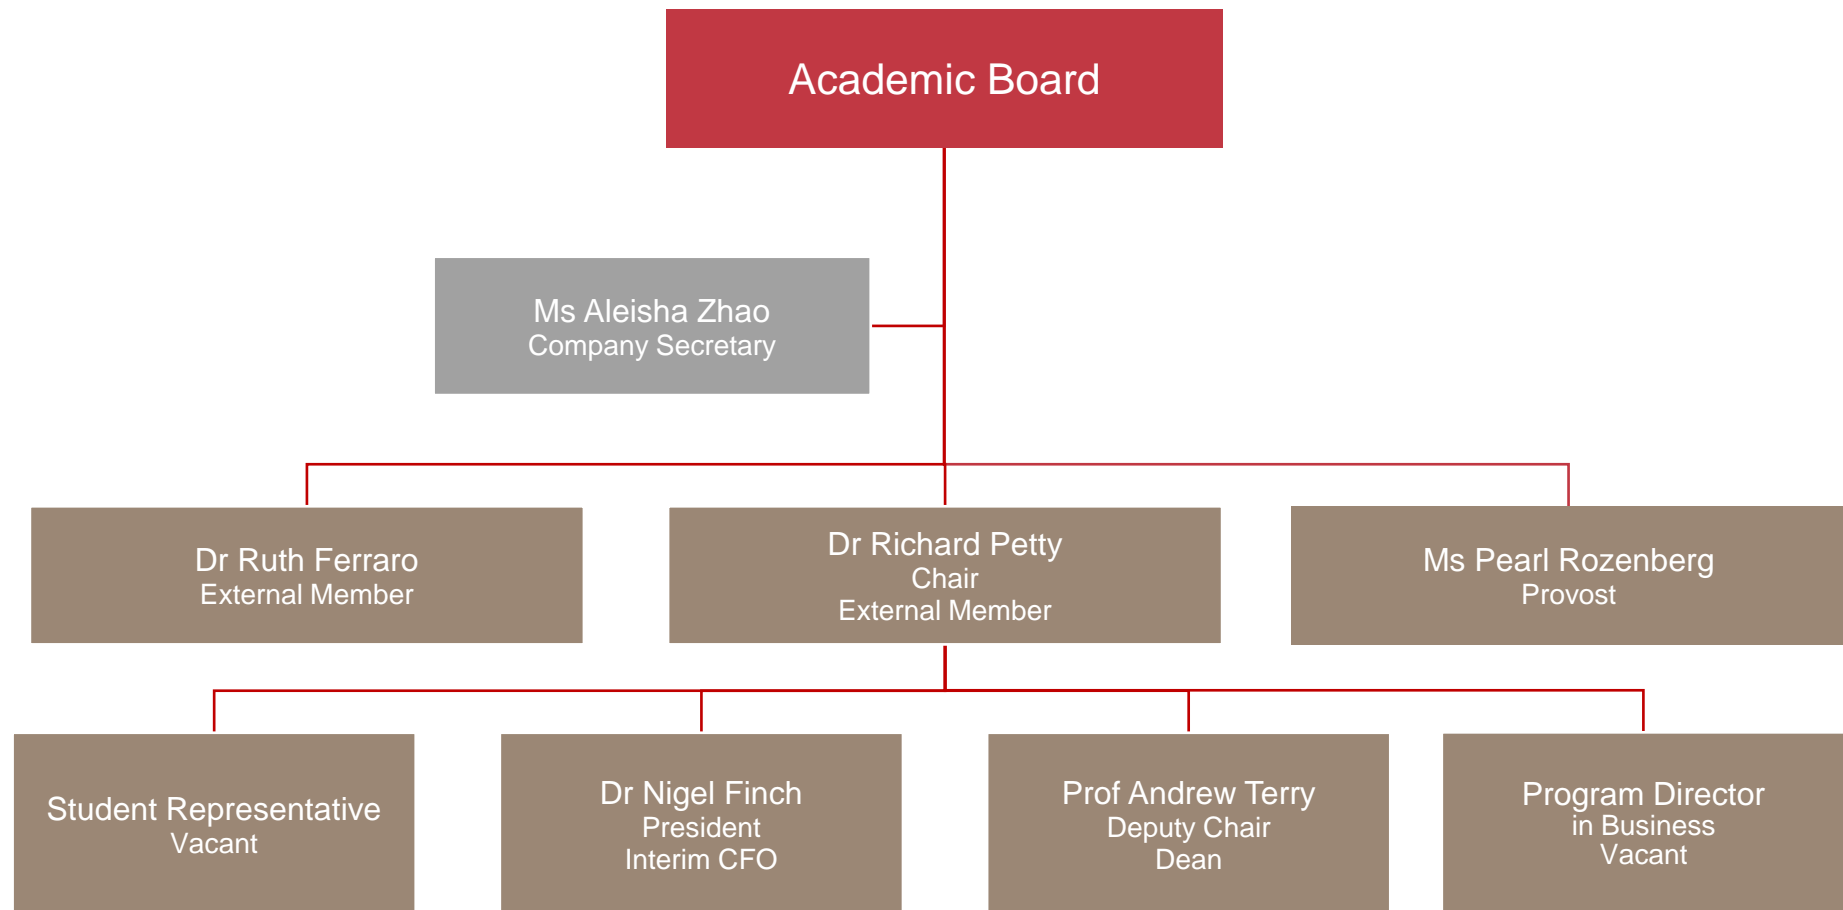 Academic Board
Ms Aleisha Zhao
Company Secretary
Dr Ruth Ferraro
External Member
Dr Richard Petty
Chair
External Member
Ms Pearl Rozenberg
Provost
Student Representative
Vacant
Dr Nigel Finch
President
Interim CFO
Prof Andrew Terry
Deputy Chair
Dean
Program Director
in Business
Vacant